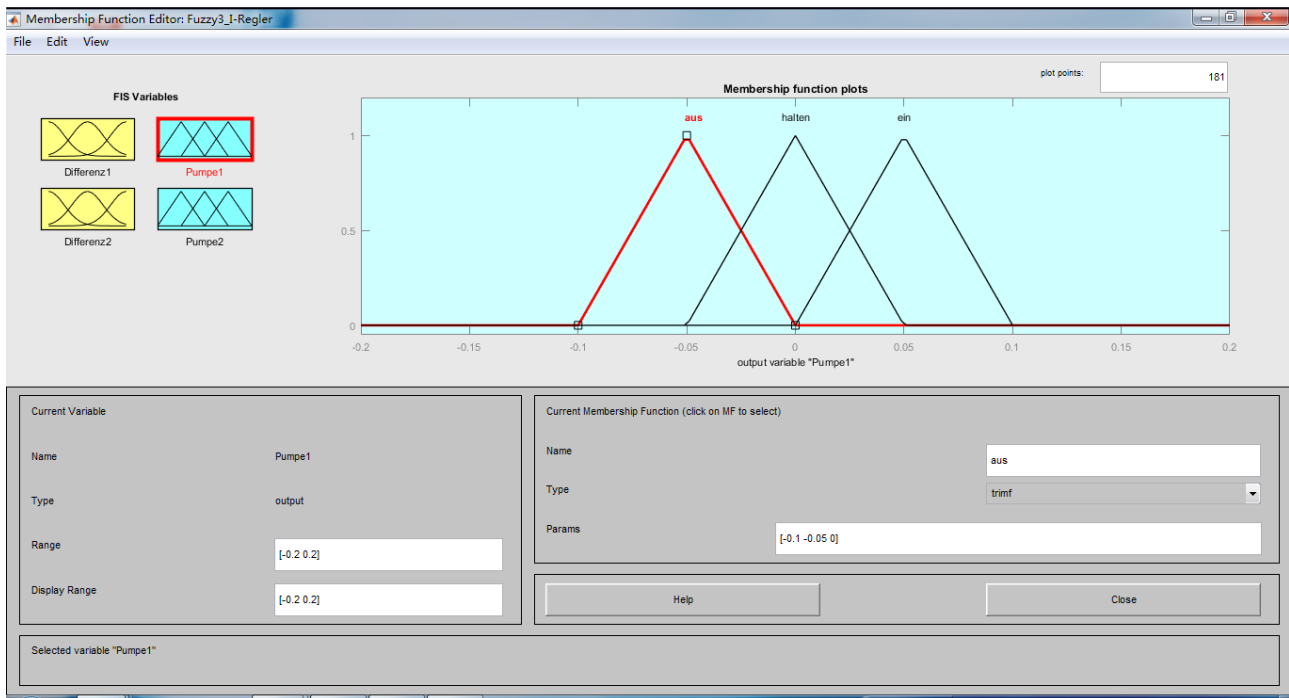 Membership Function Editor: Fuzzy3_I-Regler
File Edit View
plot points: 181
FIS Variables
Membership function plots
Differenz1 Pumpe1
Differenz2 Pumpe2
aus halten ein
1
0.5
0
-0.2 -0.15 -0.1 -0.05 0 0.05 0.1 0.15 0.2
output variable "Pumpe1"
Current Variable
Name Pumpe1
Type output
Range [-0.2 0.2]
Display Range [-0.2 0.2]
Current Membership Function (click on MF to select)
Name aus
Type trimf
Params [-0.1 -0.05 0]
Help Close
Selected variable "Pumpe1"